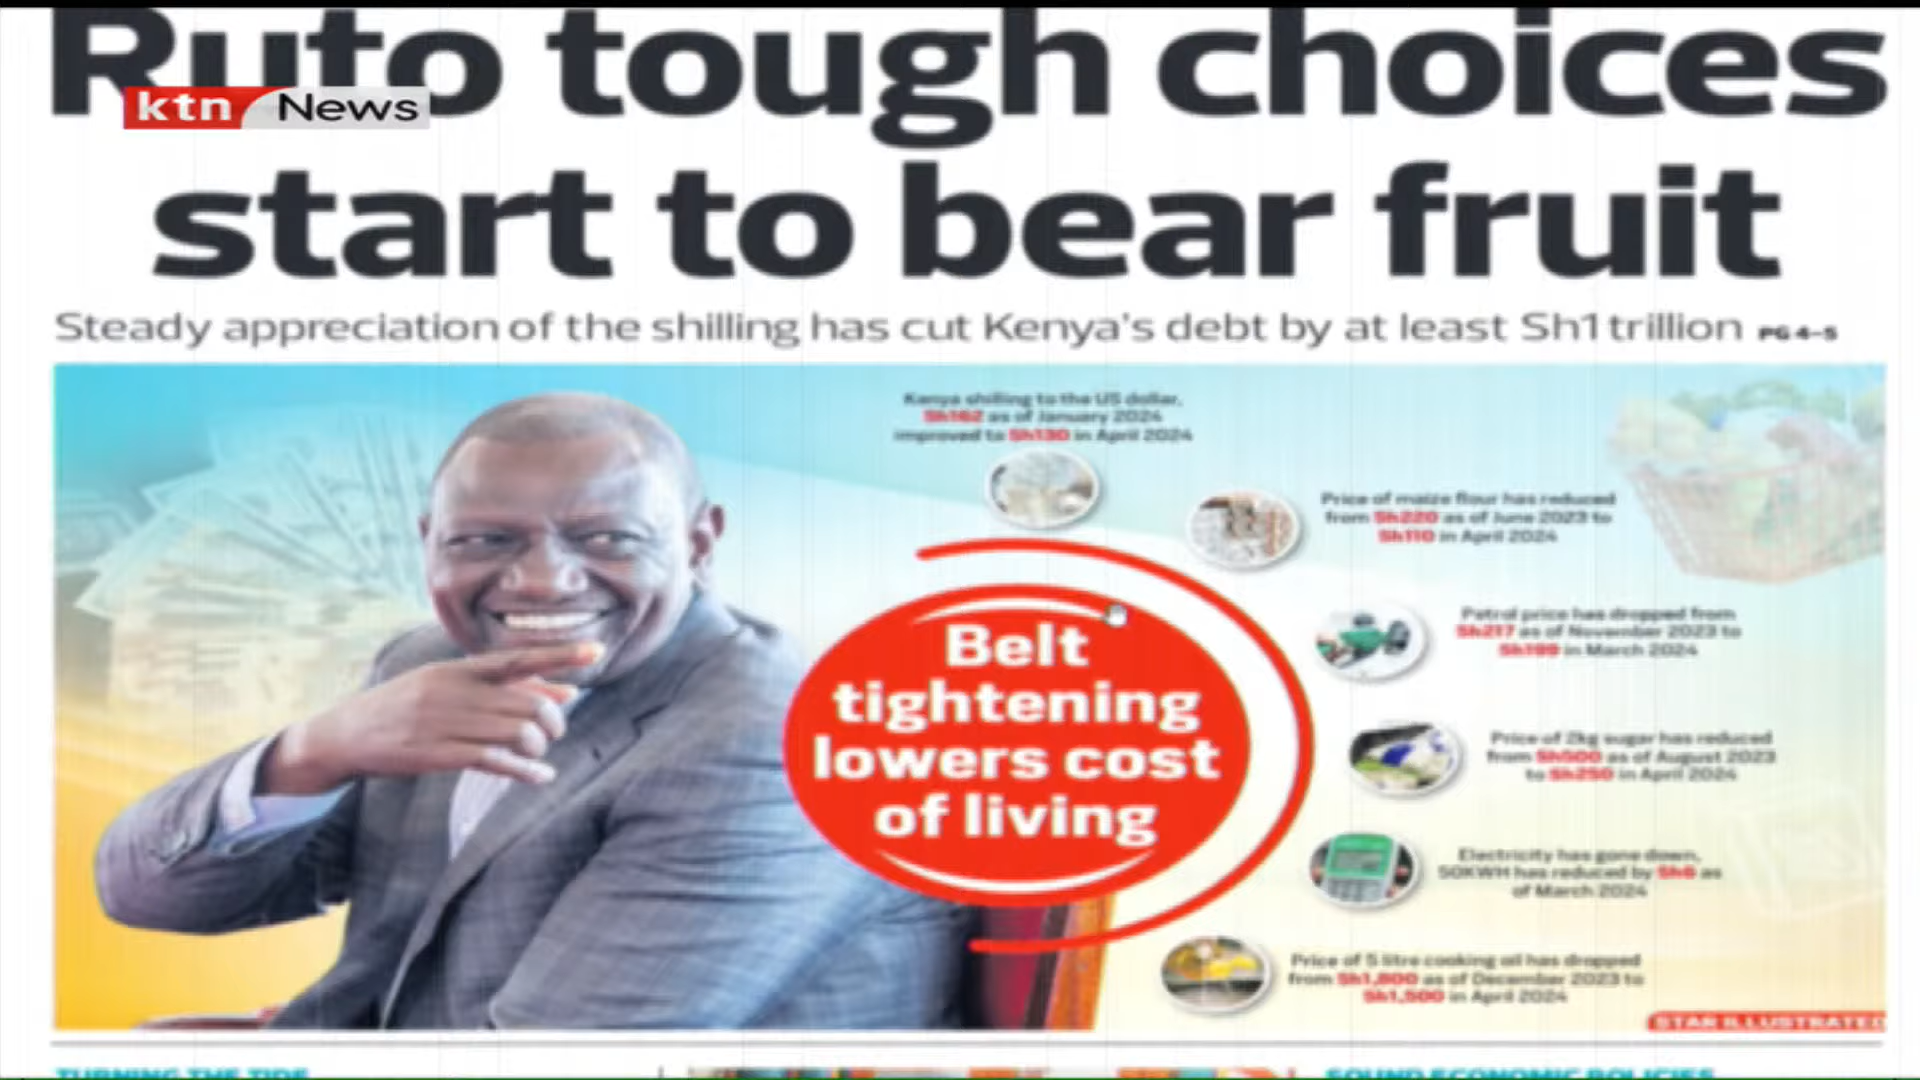 Ruto tough choices
ktn News
start to bear fruit
Steady appreciation of the shilling has cut Kenya's debt by at least Sh1 trillion PG 4-5
Kenya shilling to the US dollar,
Sh162 as of January 2024
improved to Sh130 in April 2024
Price of maize flour has reduced
from Sh220 as of June 2023 to
Sh110 in April 2024
Petrol price has dropped from
Sh217 as of November 2023 to
Sh199 in March 2024
Belt
tightening
lowers cost
of living
Price of 2kg sugar has reduced
from Sh500 as of August 2023
to Sh250 in April 2024
Electricity has gone down,
50KWH has reduced by Sh6 as
of March 2024
Price of 5 litre cooking oil has dropped
from Sh1,800 as of December 2023 to
Sh1,500 in April 2024
STAR ILLUSTRATED
TURNING THE TIDE
SOUND ECONOMIC POLICIES